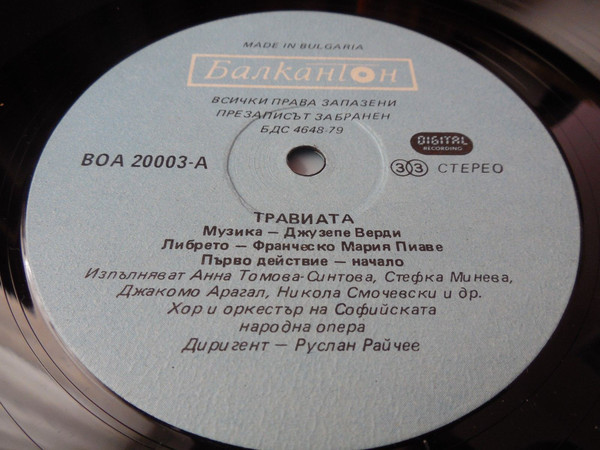 MADE IN BULGARIA
Балкантон
ВСИЧКИ ПРАВА ЗАПАЗЕНИ
ПРЕЗАПИСЪТ ЗАБРАНЕН
БДС 4648-79
DIGITAL
RECORDING
ВОА 20003-А
33 СТЕРЕО
ТРАВИАТА
Музика — Джузепе Верди
Либрето — Франческо Мария Пиаве
Първо действие — начало
Изпълняват Анна Томова-Синтова, Стефка Минева,
Джакомо Арагал, Никола Смочевски и др.
Хор и оркестър на Софийската
народна опера
Диригент — Руслан Райчев